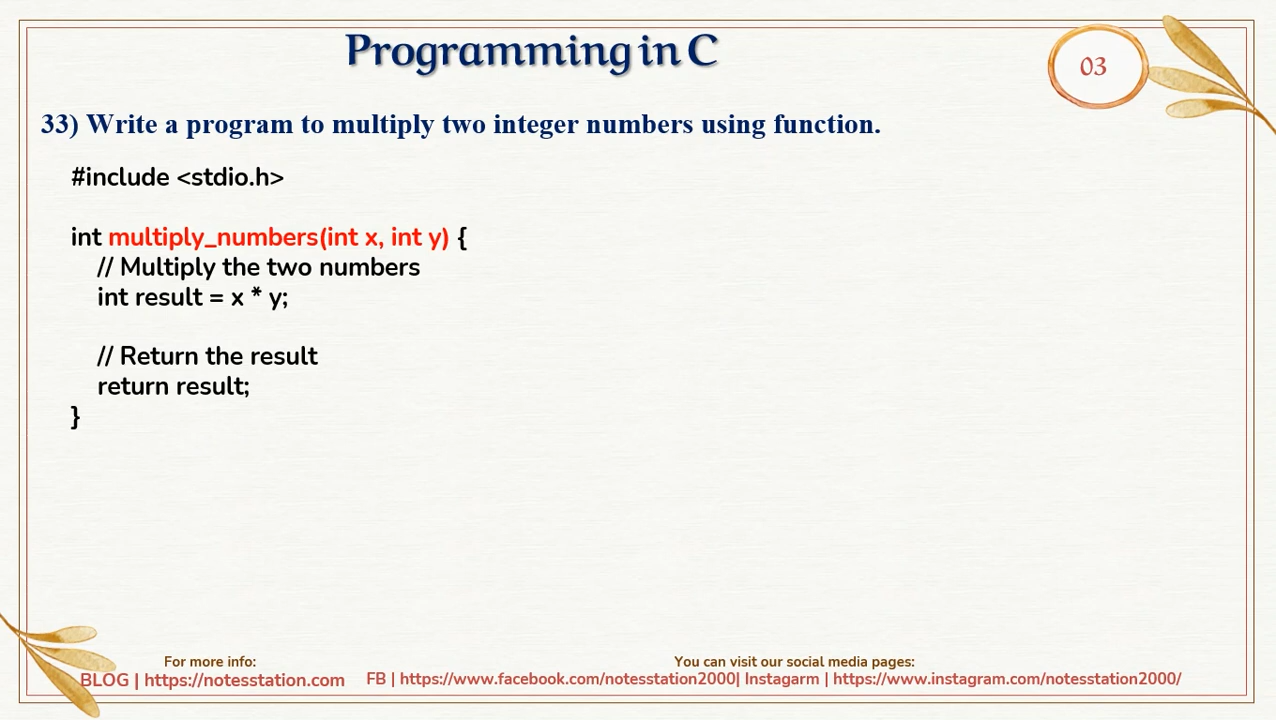 Programming in C
03
33) Write a program to multiply two integer numbers using function.
#include <stdio.h>
int multiply_numbers(int x, int y) {
// Multiply the two numbers
int result = x * y;
// Return the result
return result;
}
For more info:
BLOG | https://notesstation.com
You can visit our social media pages:
FB | https://www.facebook.com/notesstation2000| Instagarm | https://www.instagram.com/notesstation2000/